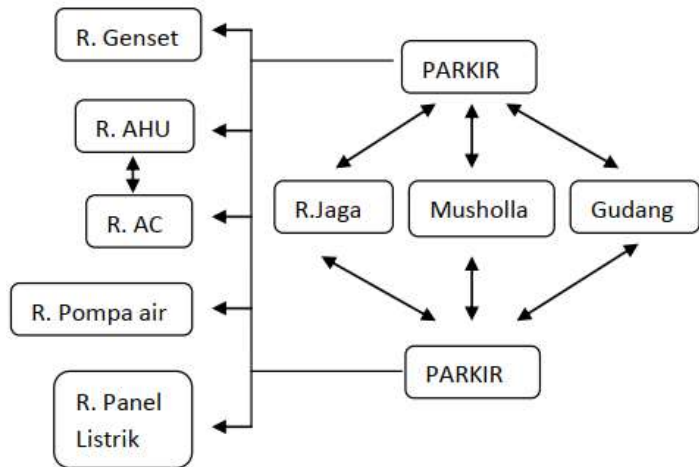 R. Genset
PARKIR
R. AHU
R.Jaga
Musholla
Gudang
R. AC
R. Pompa air
PARKIR
R. Panel
Listrik